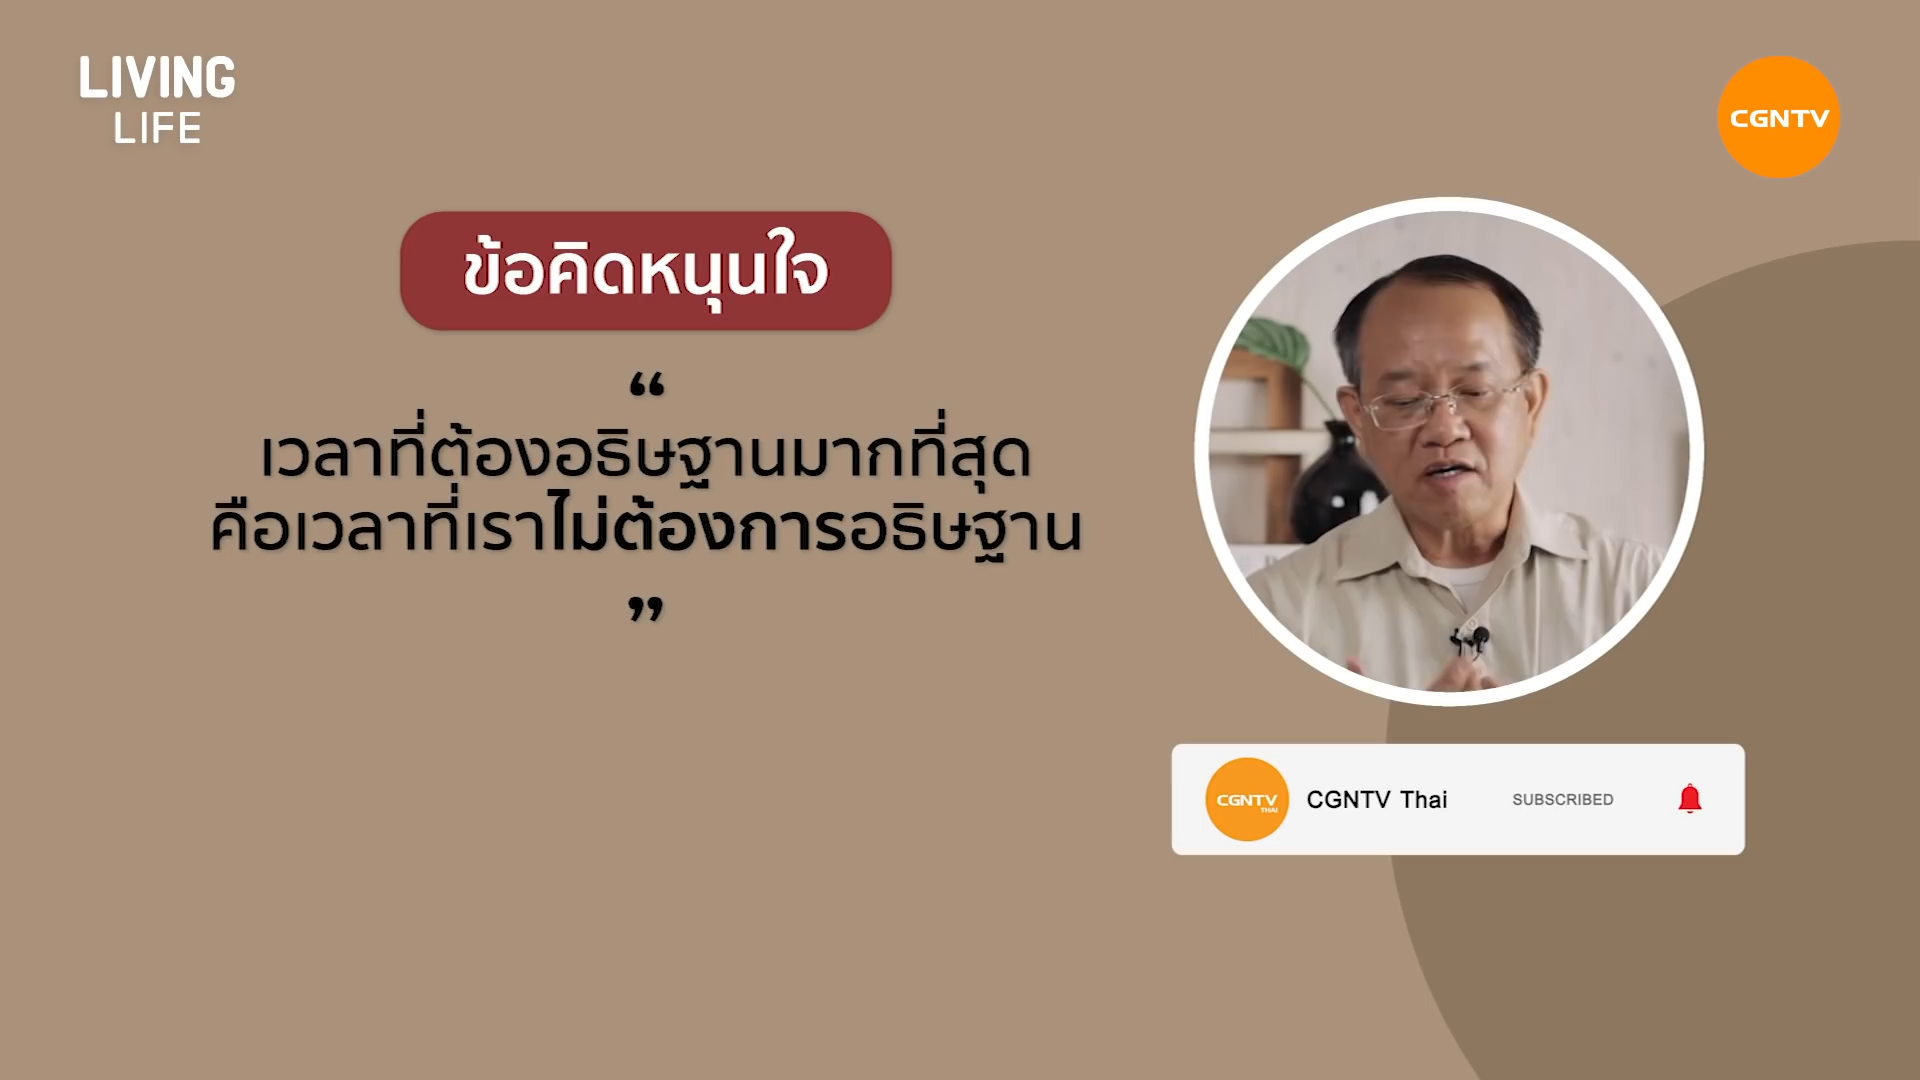 LIVING
LIFE
CGNTV
ข้อคิดหนุนใจ
“
เวลาที่ต้องอธิษฐานมากที่สุด
คือเวลาที่เราไม่ต้องการอธิษฐาน
”
CGNTV
THAI
CGNTV Thai
SUBSCRIBED